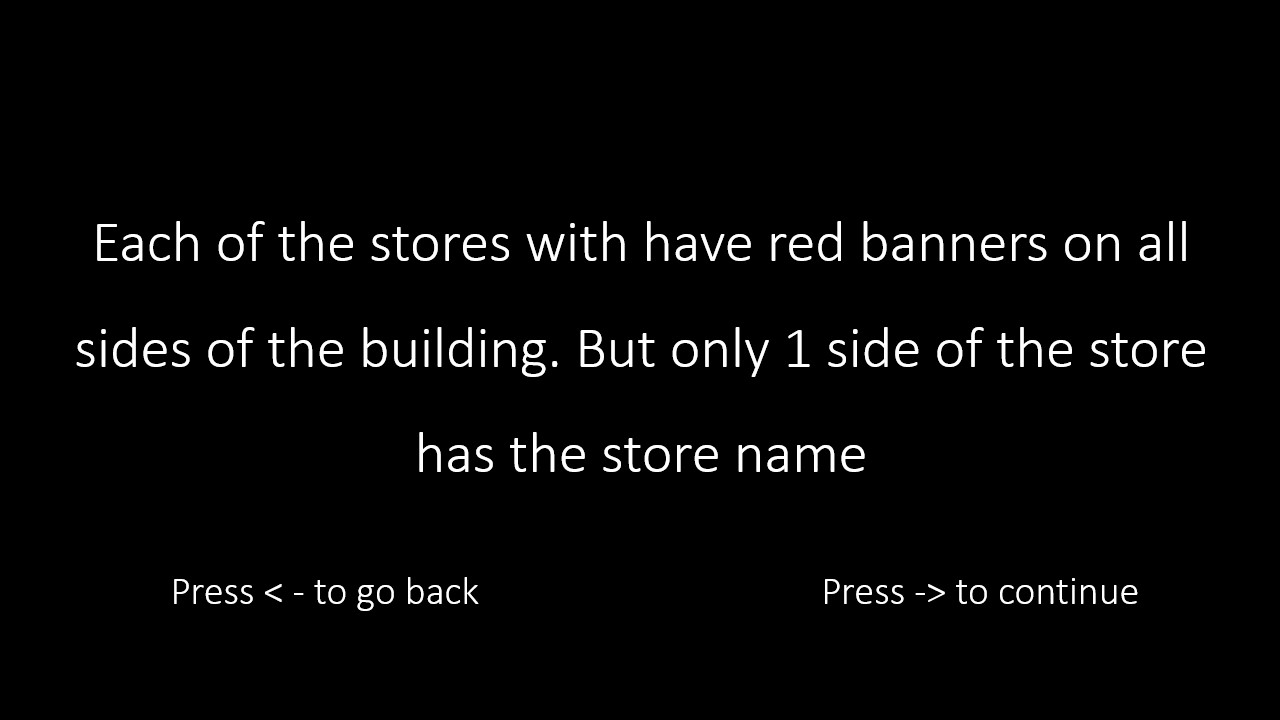 Each of the stores with have red banners on all
sides of the building. But only 1 side of the store
has the store name
Press < - to go back
Press -> to continue